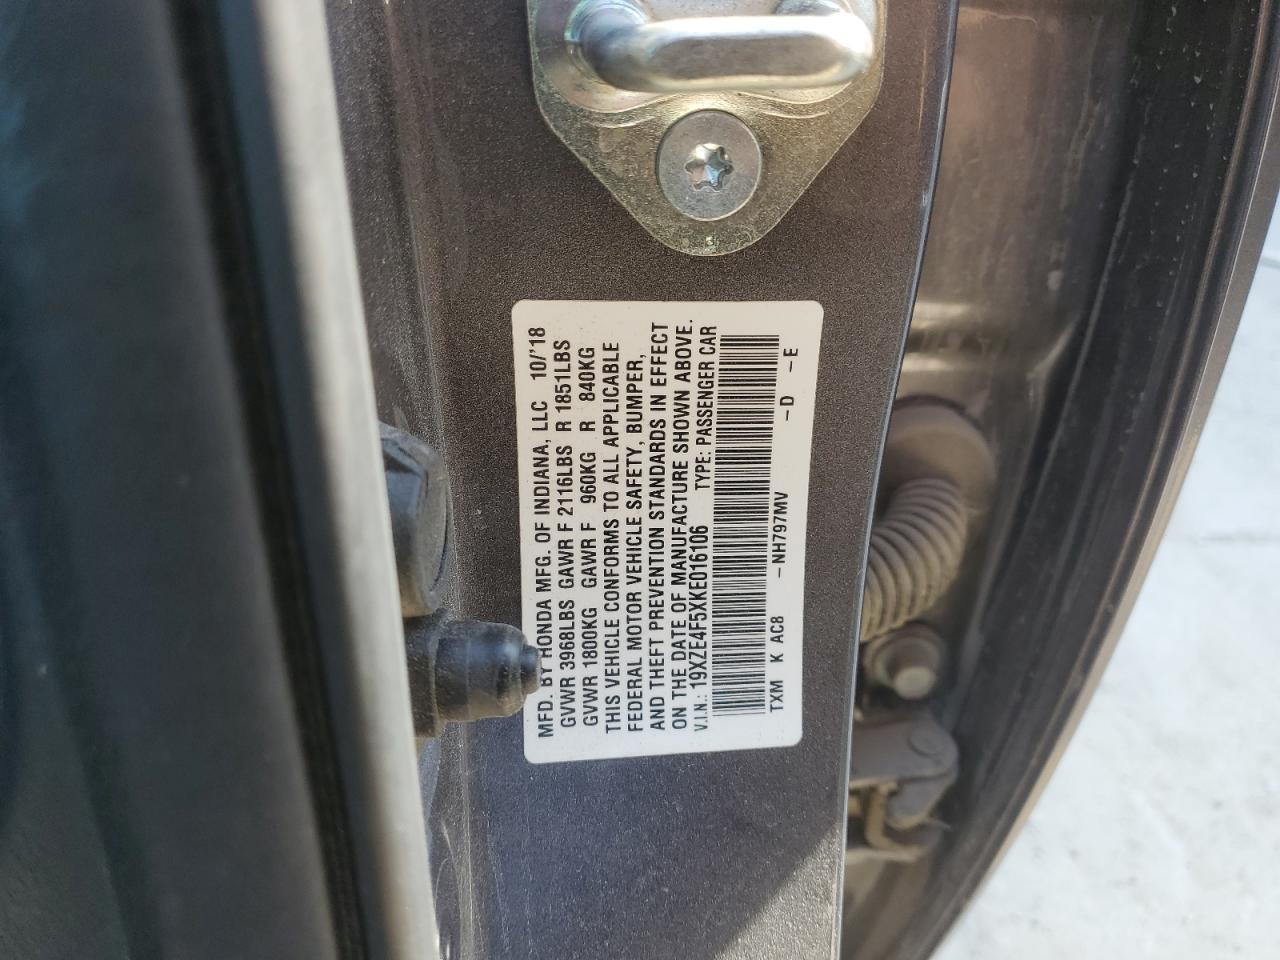 MFD. BY HONDA MFG. OF INDIANA, LLC 10/'18
GVWR 3968LBS GAWR F 2116LBS R 1851LBS
GVWR 1800KG GAWR F 960KG R 840KG
THIS VEHICLE CONFORMS TO ALL APPLICABLE
FEDERAL MOTOR VEHICLE SAFETY, BUMPER,
AND THEFT PREVENTION STANDARDS IN EFFECT
ON THE DATE OF MANUFACTURE SHOWN ABOVE.
V.I.N.: 19XZE4F5XKE016106 TYPE: PASSENGER CAR
TXM K AC8 –NH797MV –D –E